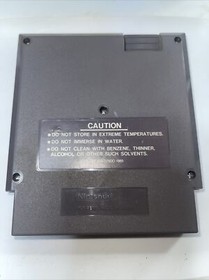 CAUTION
• DO NOT STORE IN EXTREME TEMPERATURES.
• DO NOT IMMERSE IN WATER.
• DO NOT CLEAN WITH BENZENE, THINNER,
ALCOHOL OR OTHER SUCH SOLVENTS.
Nintendo